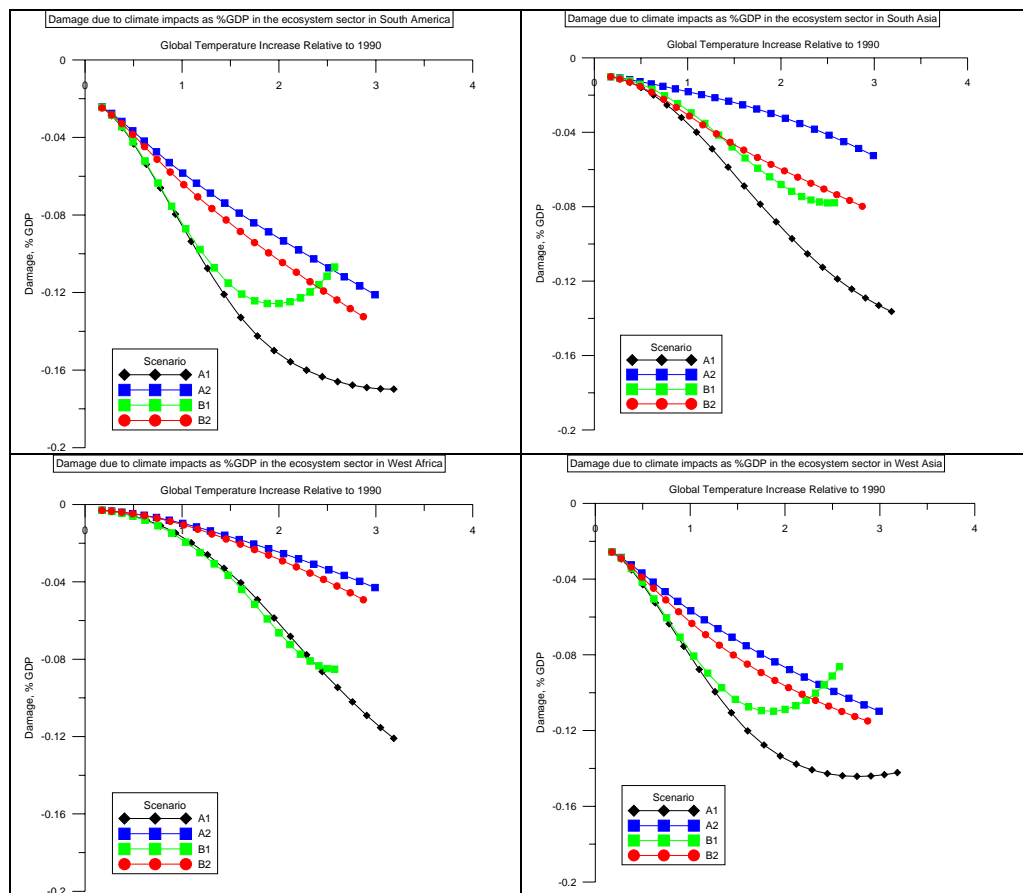 Damage due to climate impacts as %GDP in the ecosystem sector in South America
Global Temperature Increase Relative to 1990
0 1 2 3 4
0
-0.04
-0.08
-0.12
-0.16
-0.2
Damage, % GDP
Scenario
A1
A2
B1
B2
Damage due to climate impacts as %GDP in the ecosystem sector in South Asia
Global Temperature Increase Relative to 1990
0 1 2 3 4
0
-0.04
-0.08
-0.12
-0.16
-0.2
Damage, % GDP
Scenario
A1
A2
B1
B2
Damage due to climate impacts as %GDP in the ecosystem sector in West Africa
Global Temperature Increase Relative to 1990
0 1 2 3 4
0
-0.04
-0.08
-0.12
-0.16
-0.2
Damage, % GDP
Scenario
A1
A2
B1
B2
Damage due to climate impacts as %GDP in the ecosystem sector in West Asia
Global Temperature Increase Relative to 1990
0 1 2 3 4
0
-0.04
-0.08
-0.12
-0.16
-0.2
Damage, % GDP
Scenario
A1
A2
B1
B2